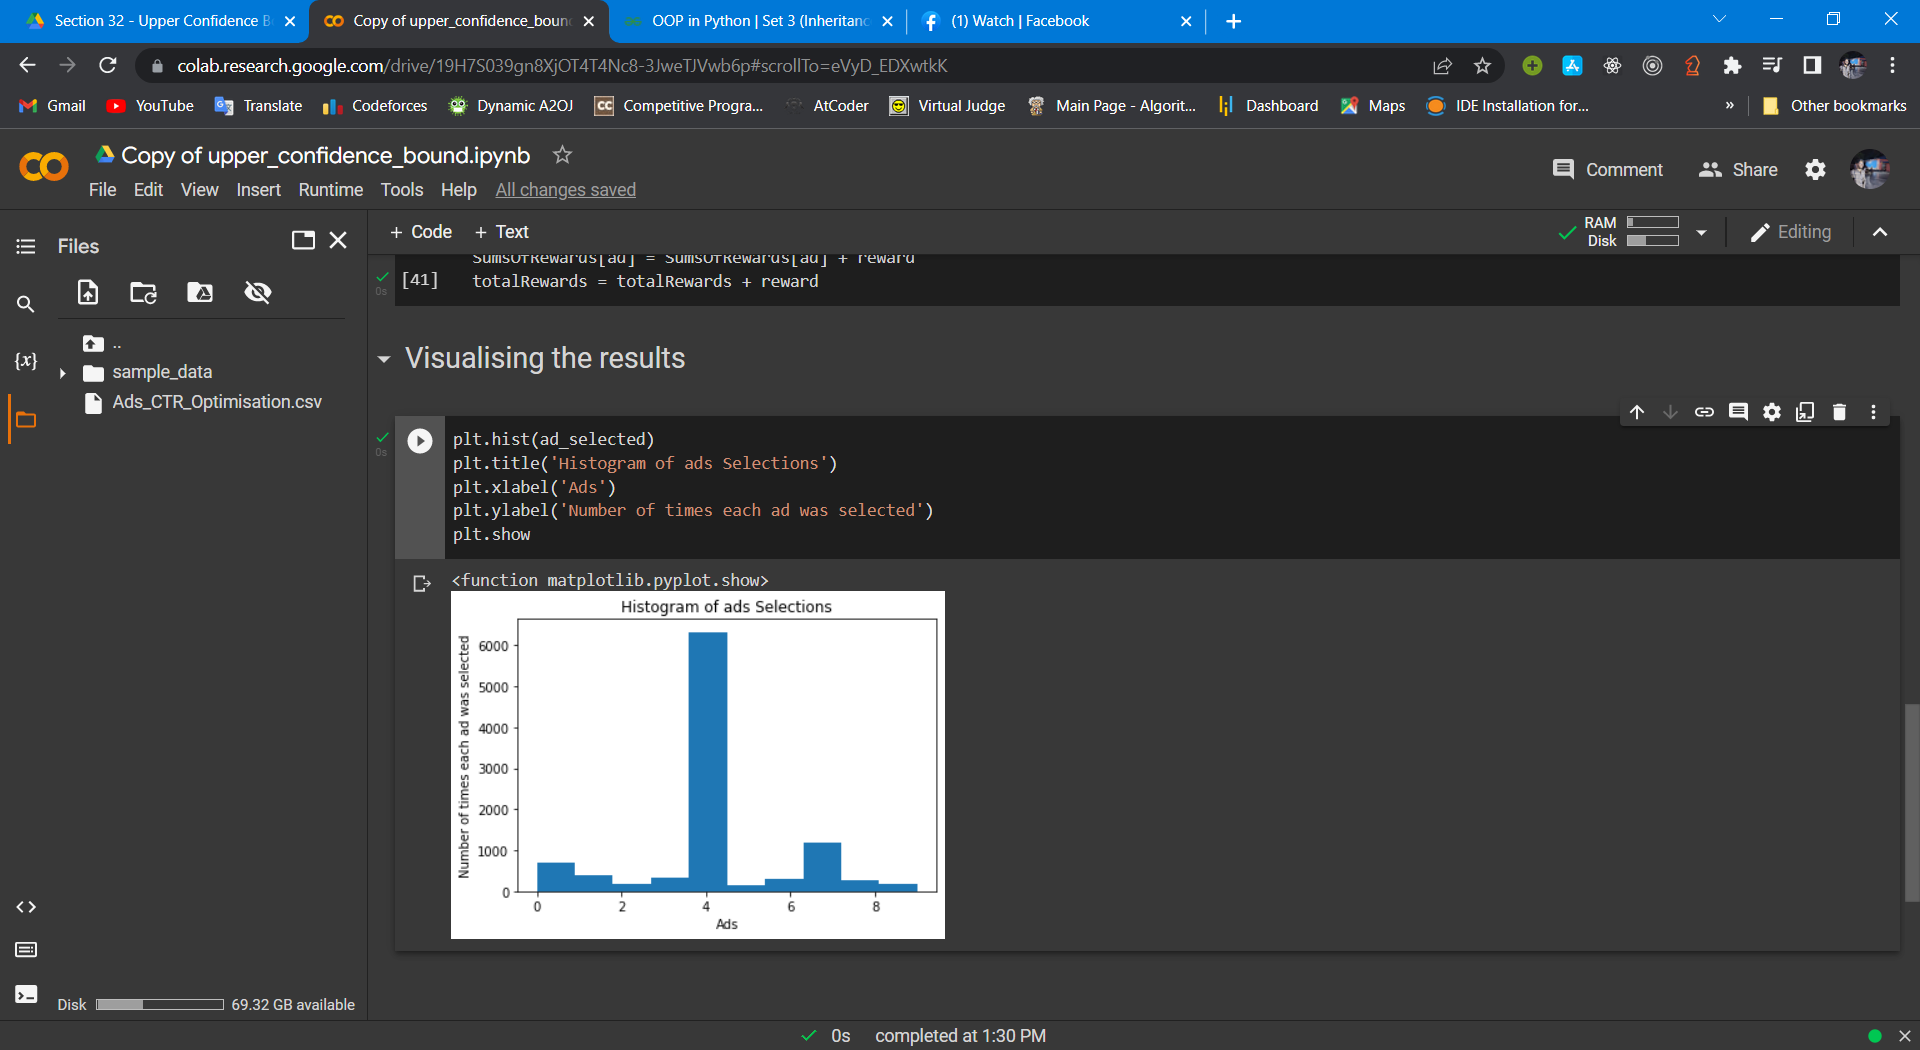 Section 32 - Upper Confidence B
Copy of upper_confidence_boun
OOP in Python | Set 3 (Inheritanc
(1) Watch | Facebook
colab.research.google.com/drive/19H7S039gn8XjOT4T4Nc8-3JweTJVwb6p#scrollTo=eVyD_EDXwtkK
Gmail YouTube Translate Codeforces Dynamic A2OJ CC Competitive Progra... AtCoder Virtual Judge Main Page - Algorit... Dashboard Maps IDE Installation for... » Other bookmarks
Copy of upper_confidence_bound.ipynb
Comment Share
File Edit View Insert Runtime Tools Help All changes saved
Files
+ Code + Text
RAM
Disk
Editing
..
sample_data
Ads_CTR_Optimisation.csv
{x}
SumsOfRewards[ad] = SumsOfRewards[ad] + reward
[41] totalRewards = totalRewards + reward
0s
Visualising the results
0s
plt.hist(ad_selected)
plt.title('Histogram of ads Selections')
plt.xlabel('Ads')
plt.ylabel('Number of times each ad was selected')
plt.show
<function matplotlib.pyplot.show>
Histogram of ads Selections
Number of times each ad was selected
6000
5000
4000
3000
2000
1000
0
0 2 4 6 8
Ads
Disk 69.32 GB available
0s completed at 1:30 PM